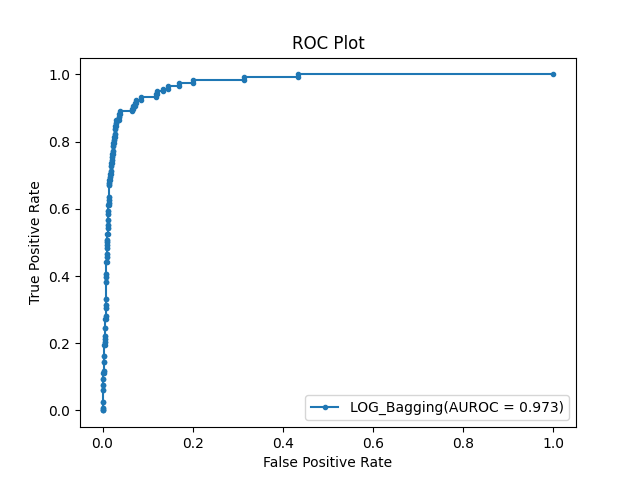 ROC Plot
1.0
0.8
0.6
0.4
0.2
0.0
True Positive Rate
LOG_Bagging(AUROC = 0.973)
0.0 0.2 0.4 0.6 0.8 1.0
False Positive Rate